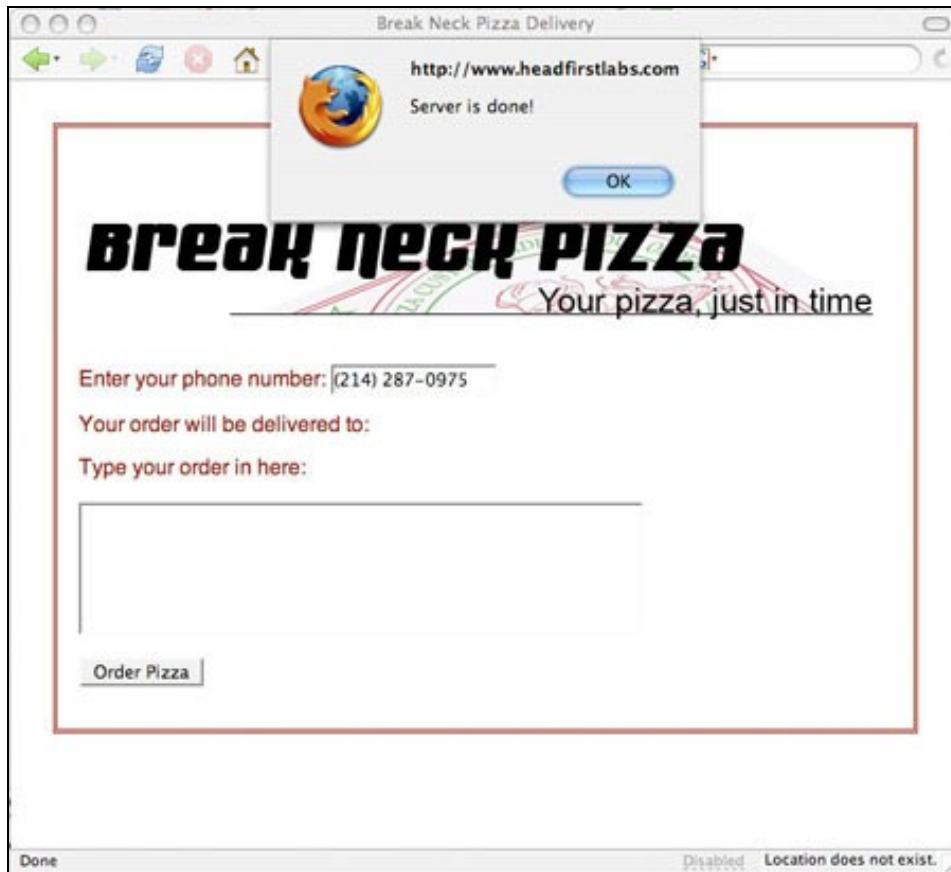 Break Neck Pizza Delivery
http://www.headfirstlabs.com
Server is done!
OK
Break Neck Pizza
Your pizza, just in time
Enter your phone number: (214) 287-0975
Your order will be delivered to:
Type your order in here:
Order Pizza
Done
Disabled
Location does not exist.